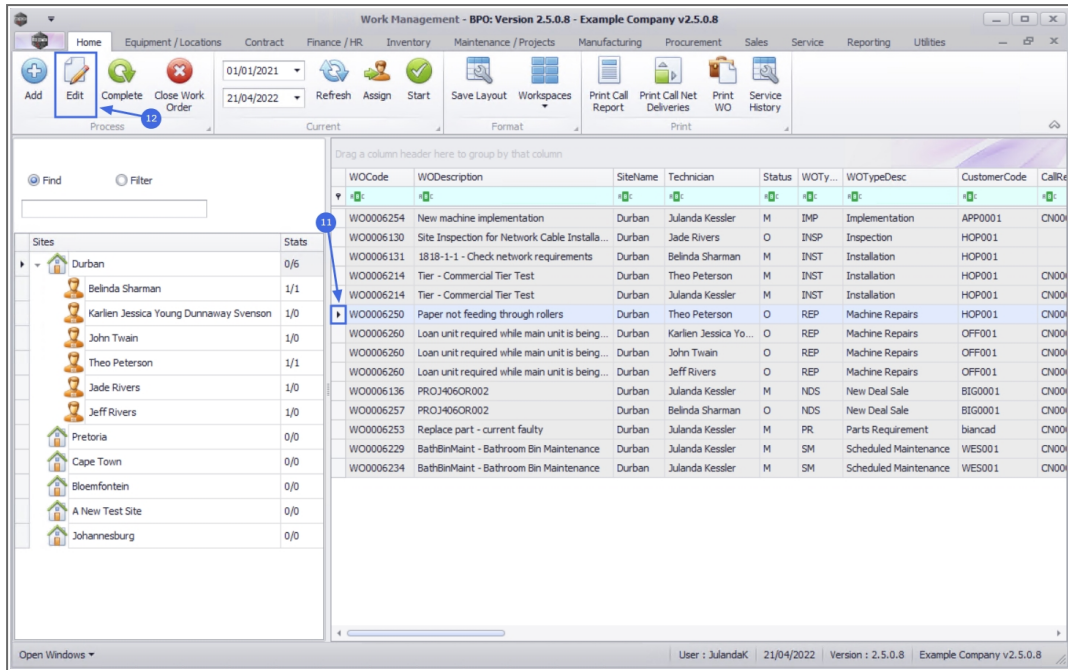 Work Management - BPO: Version 2.5.0.8 - Example Company v2.5.0.8
Home Equipment / Locations Contract Finance / HR Inventory Maintenance / Projects Manufacturing Procurement Sales Service Reporting Utilities
Add Edit Complete Close Work Order 01/01/2021 21/04/2022 Refresh Assign Start Save Layout Workspaces Print Call Report Print Call Net Deliveries Print WO Service History
12
Process Current Format Print
Drag a column header here to group by that column
Find Filter
WOCode WODescription SiteName Technician Status WOTy... WOTypeDesc CustomerCode CallRe
11
Sites Stats
Durban 0/6
Belinda Sharman 1/1
Karlien Jessica Young Dunnaway Svenson 1/0
John Twain 1/0
Theo Peterson 1/1
Jade Rivers 1/0
Jeff Rivers 1/0
Pretoria 0/0
Cape Town 0/0
Bloemfontein 0/0
A New Test Site 0/0
Johannesburg 0/0
WO0006254 New machine implementation Durban Julanda Kessler M IMP Implementation APP0001 CN000
WO0006130 Site Inspection for Network Cable Installa... Durban Jade Rivers O INSP Inspection HOP001
WO0006131 1818-1-1 - Check network requirements Durban Belinda Sharman M INST Installation HOP001
WO0006214 Tier - Commercial Tier Test Durban Theo Peterson M INST Installation HOP001 CN000
WO0006214 Tier - Commercial Tier Test Durban Julanda Kessler M INST Installation HOP001 CN000
WO0006250 Paper not feeding through rollers Durban Theo Peterson O REP Machine Repairs HOP001 CN000
WO0006260 Loan unit required while main unit is being... Durban Karlien Jessica Yo... O REP Machine Repairs OFF001 CN000
WO0006260 Loan unit required while main unit is being... Durban John Twain O REP Machine Repairs OFF001 CN000
WO0006260 Loan unit required while main unit is being... Durban Jeff Rivers O REP Machine Repairs OFF001 CN000
WO0006136 PROJ406OR002 Durban Julanda Kessler M NDS New Deal Sale BIG0001 CN000
WO0006257 PROJ406OR002 Durban Belinda Sharman O NDS New Deal Sale BIG0001 CN000
WO0006253 Replace part - current faulty Durban Julanda Kessler M PR Parts Requirement biancad CN000
WO0006229 BathBinMaint - Bathroom Bin Maintenance Durban Julanda Kessler M SM Scheduled Maintenance WES001 CN000
WO0006234 BathBinMaint - Bathroom Bin Maintenance Durban Julanda Kessler M SM Scheduled Maintenance WES001 CN000
Open Windows User : JulandaK 21/04/2022 Version : 2.5.0.8 Example Company v2.5.0.8